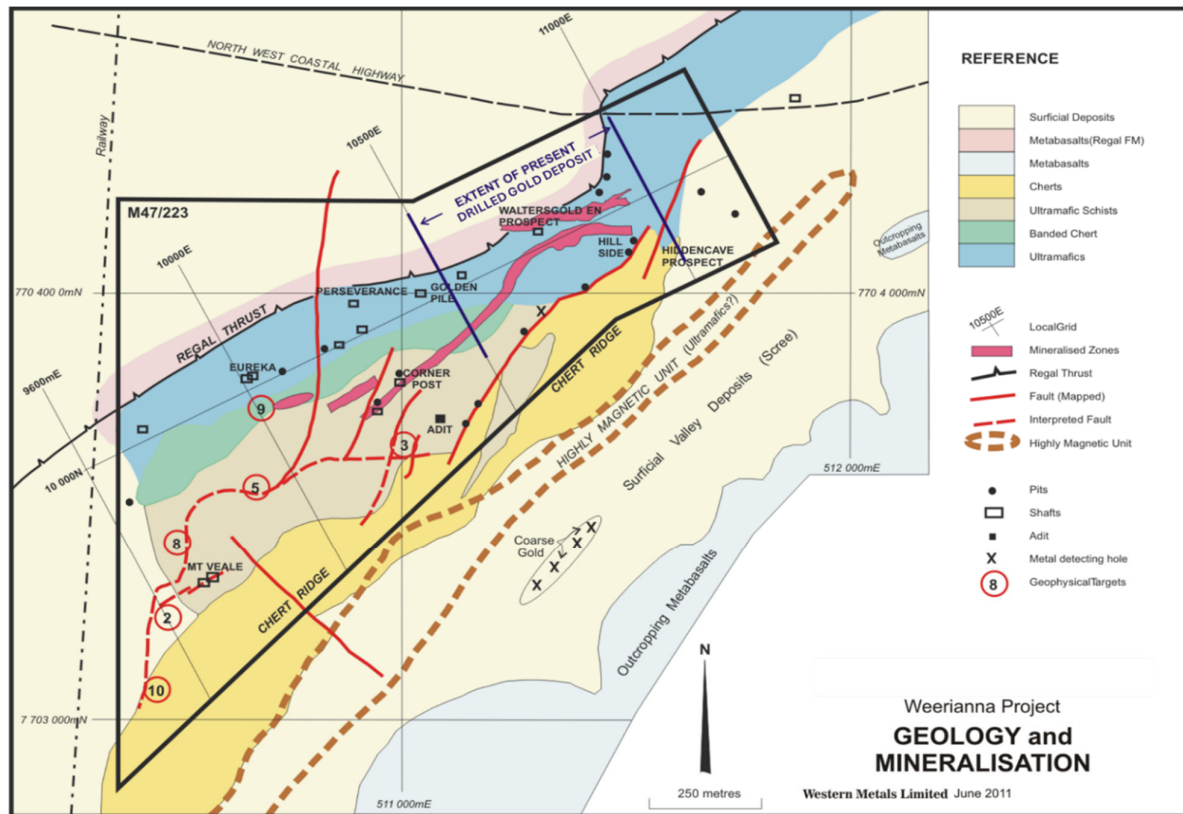 NORTH WEST COASTAL HIGHWAY
Railway
11000E
10500E
10000E
9600mE
10 000N
M47/223
EXTENT OF PRESENT
DRILLED GOLD DEPOSIT
WALTERSGOLD EN
PROSPECT
HILL
SIDE
HIDDENCAVE
PROSPECT
Outcropping
Metabasalts
770 400 0mN
770 4 000mN
REGAL THRUST
PERSEVERANCE
GOLDEN
PILE
EUREKA
CORNER
POST
ADIT
CHERT RIDGE
HIGHLY MAGNETIC UNIT (Ultramafics?)
Surficial Valley Deposits (Scree)
512 000mE
9
3
5
8
MT VEALE
2
10
CHERT RIDGE
Coarse
Gold
X
X
X
X
X
Outcropping Metabasalts
7 703 000mN
511 000mE
N
250 metres
REFERENCE
Surficial Deposits
Metabasalts(Regal FM)
Metabasalts
Cherts
Ultramafic Schists
Banded Chert
Ultramafics
10500E
LocalGrid
Mineralised Zones
Regal Thrust
Fault (Mapped)
Interpreted Fault
Highly Magnetic Unit
Pits
Shafts
Adit
X Metal detecting hole
8 GeophysicalTargets
Weerianna Project
GEOLOGY and
MINERALISATION
Western Metals Limited June 2011